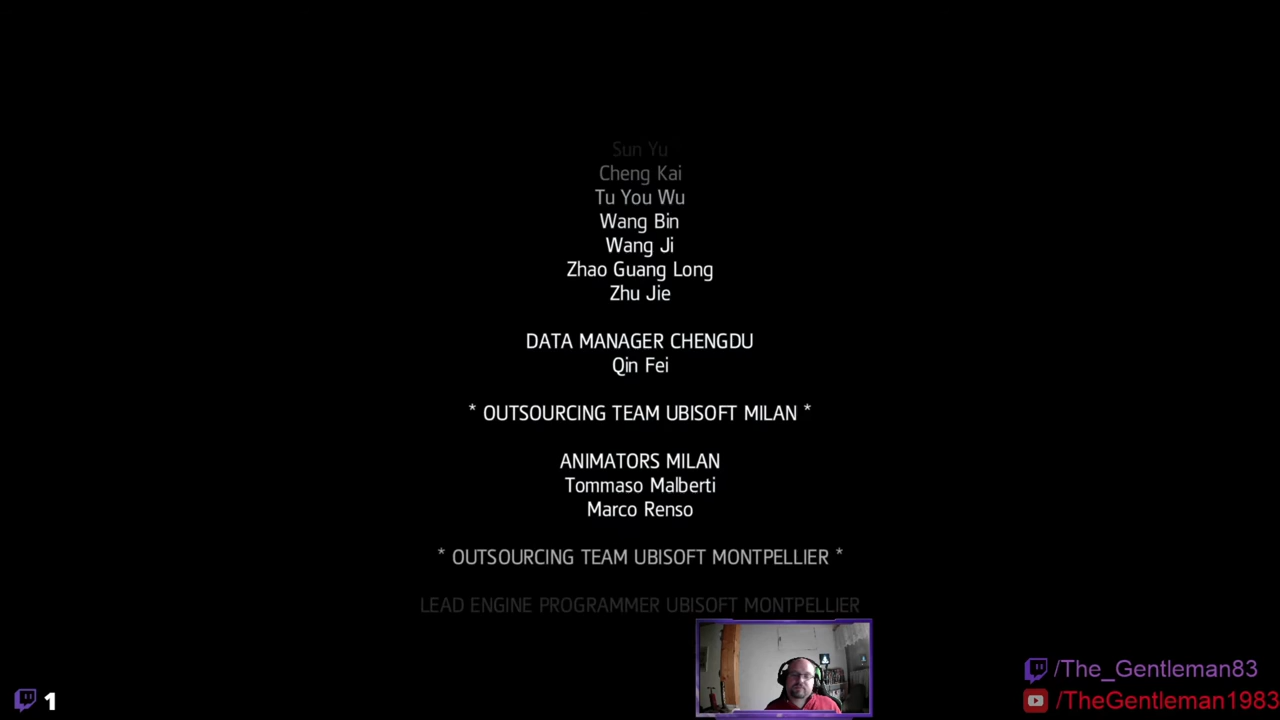 Sun Yu
Cheng Kai
Tu You Wu
Wang Bin
Wang Ji
Zhao Guang Long
Zhu Jie
DATA MANAGER CHENGDU
Qin Fei
* OUTSOURCING TEAM UBISOFT MILAN *
ANIMATORS MILAN
Tommaso Malberti
Marco Renso
* OUTSOURCING TEAM UBISOFT MONTPELLIER *
LEAD ENGINE PROGRAMMER UBISOFT MONTPELLIER
/The_Gentleman83
/TheGentleman1983
1